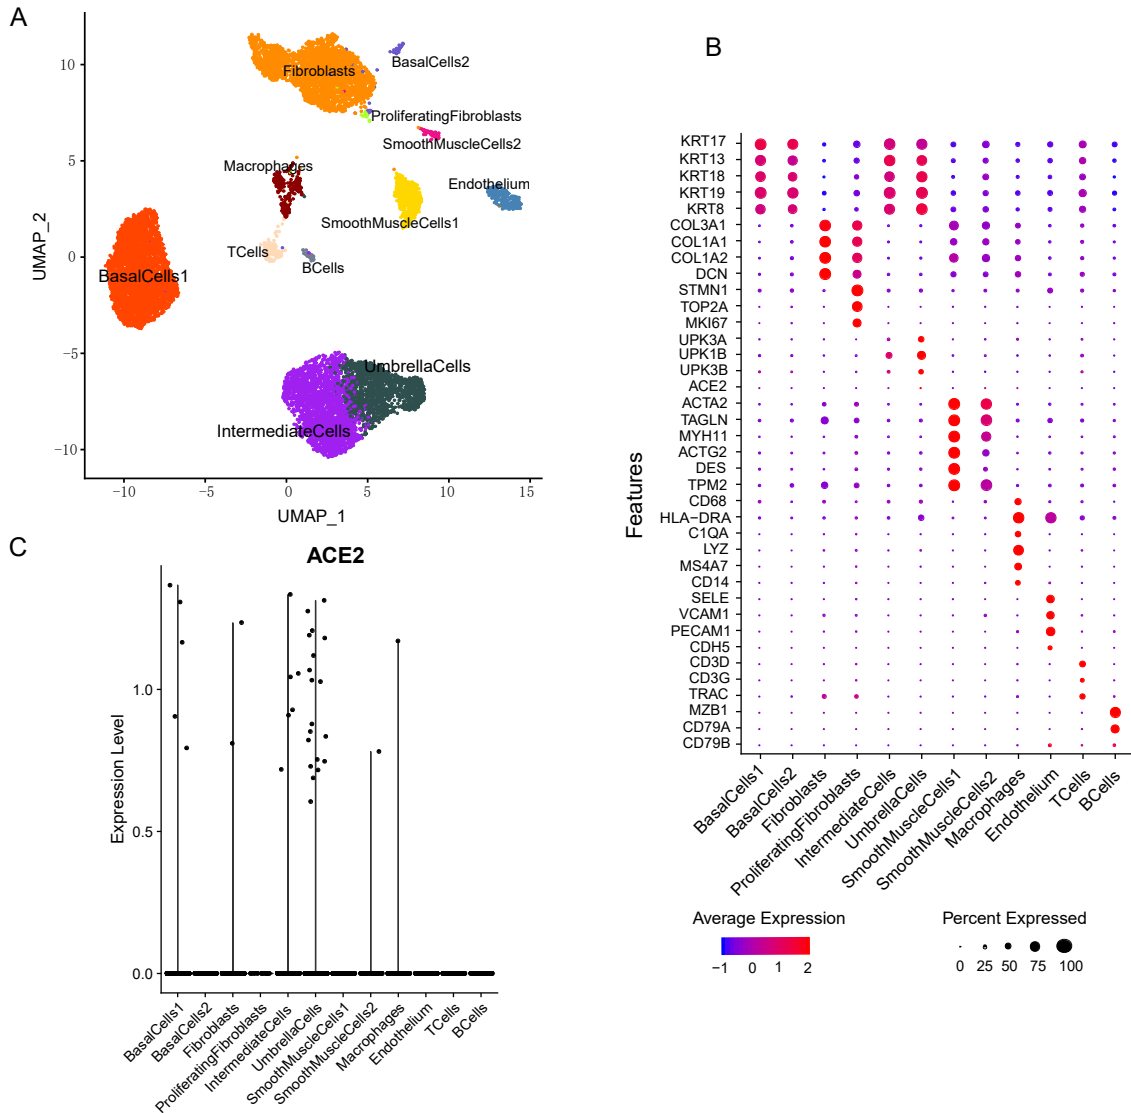 A
10
5
0
−5
−10
UMAP_2
−10
−5
0
5
10
15
UMAP_1
Fibroblasts
BasalCells2
ProliferatingFibroblasts
SmoothMuscleCells2
Macrophages
Endothelium
SmoothMuscleCells1
TCells
BCells
BasalCells1
UmbrellaCells
IntermediateCells
B
Features
KRT17
KRT13
KRT18
KRT19
KRT8
COL3A1
COL1A1
COL1A2
DCN
STMN1
TOP2A
MKI67
UPK3A
UPK1B
UPK3B
ACE2
ACTA2
TAGLN
MYH11
ACTG2
DES
TPM2
CD68
HLA−DRA
C1QA
LYZ
MS4A7
CD14
SELE
VCAM1
PECAM1
CDH5
CD3D
CD3G
TRAC
MZB1
CD79A
CD79B
BasalCells1
BasalCells2
Fibroblasts
ProliferatingFibroblasts
IntermediateCells
UmbrellaCells
SmoothMuscleCells1
SmoothMuscleCells2
Macrophages
Endothelium
TCells
BCells
Average Expression
−1 0 1 2
Percent Expressed
0 25 50 75 100
C
ACE2
Expression Level
1.0
0.5
0.0
BasalCells1
BasalCells2
Fibroblasts
ProliferatingFibroblasts
IntermediateCells
UmbrellaCells
SmoothMuscleCells1
SmoothMuscleCells2
Macrophages
Endothelium
TCells
BCells